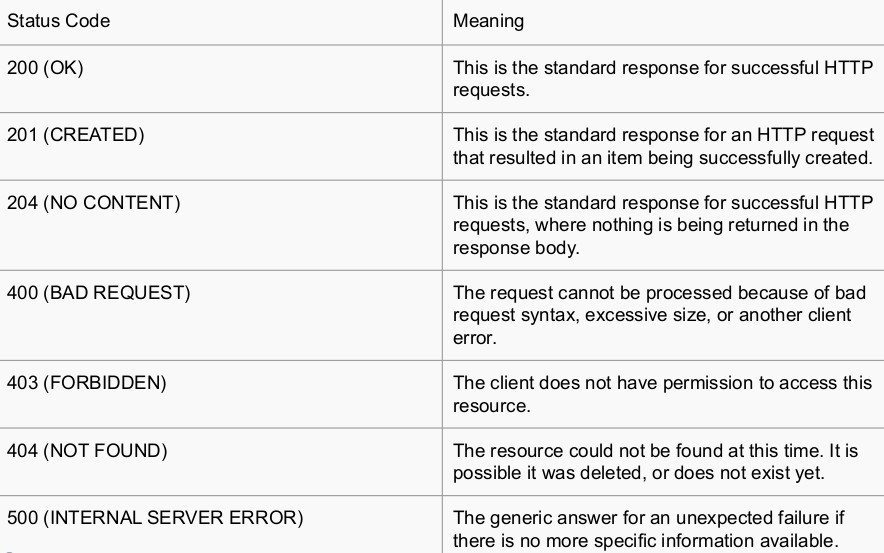 Status Code
Meaning
200 (OK)
This is the standard response for successful HTTP
requests.
201 (CREATED)
This is the standard response for an HTTP request
that resulted in an item being successfully created.
204 (NO CONTENT)
This is the standard response for successful HTTP
requests, where nothing is being returned in the
response body.
400 (BAD REQUEST)
The request cannot be processed because of bad
request syntax, excessive size, or another client
error.
403 (FORBIDDEN)
The client does not have permission to access this
resource.
404 (NOT FOUND)
The resource could not be found at this time. It is
possible it was deleted, or does not exist yet.
500 (INTERNAL SERVER ERROR)
The generic answer for an unexpected failure if
there is no more specific information available.